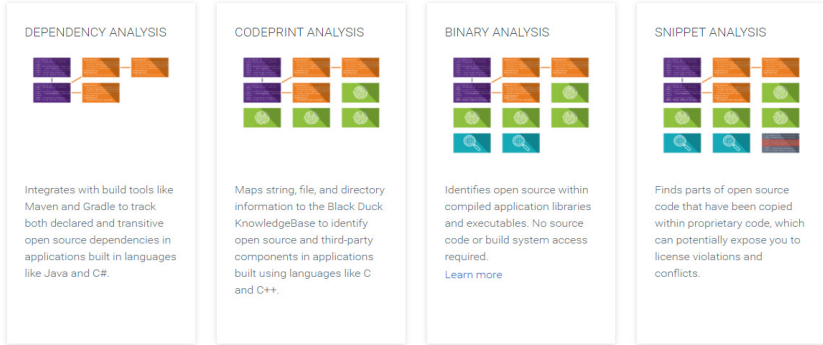 DEPENDENCY ANALYSIS
Integrates with build tools like
Maven and Gradle to track
both declared and transitive
open source dependencies in
applications built in languages
like Java and C#.
CODEPRINT ANALYSIS
Maps string, file, and directory
information to the Black Duck
KnowledgeBase to identify
open source and third-party
components in applications
built using languages like C
and C++.
BINARY ANALYSIS
Identifies open source within
compiled application libraries
and executables. No source
code or build system access
required.
Learn more
SNIPPET ANALYSIS
Finds parts of open source
code that have been copied
within proprietary code, which
can potentially expose you to
license violations and
conflicts.